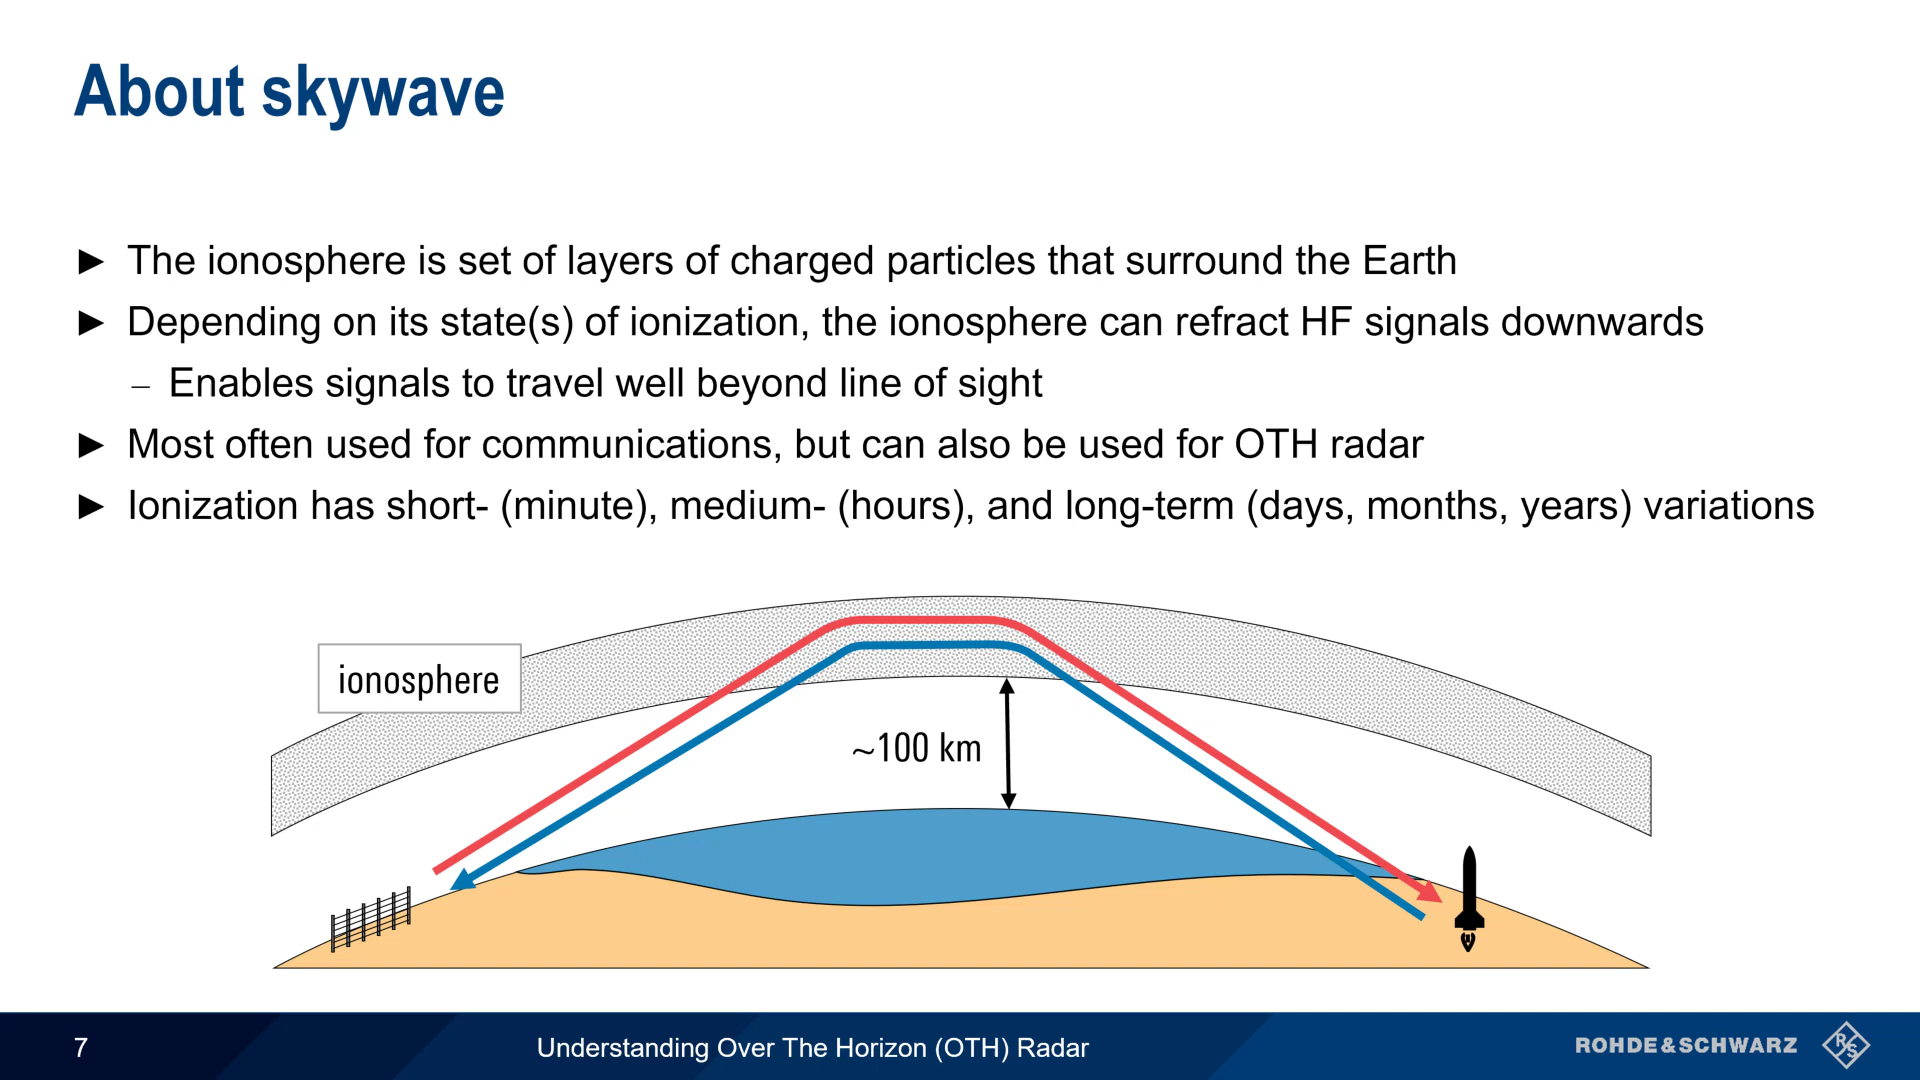 About skywave
► The ionosphere is set of layers of charged particles that surround the Earth
► Depending on its state(s) of ionization, the ionosphere can refract HF signals downwards
– Enables signals to travel well beyond line of sight
► Most often used for communications, but can also be used for OTH radar
► Ionization has short- (minute), medium- (hours), and long-term (days, months, years) variations
ionosphere
~100 km
7
Understanding Over The Horizon (OTH) Radar
ROHDE&SCHWARZ
R&S